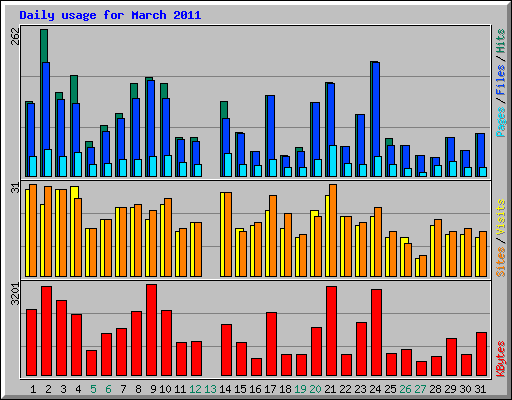 Daily usage for March 2011
262
Pages/Files/Hits
31
Sites/Visits
3201
KBytes
1 2 3 4 5 6 7 8 9 10 11 12 13 14 15 16 17 18 19 20 21 22 23 24 25 26 27 28 29 30 31